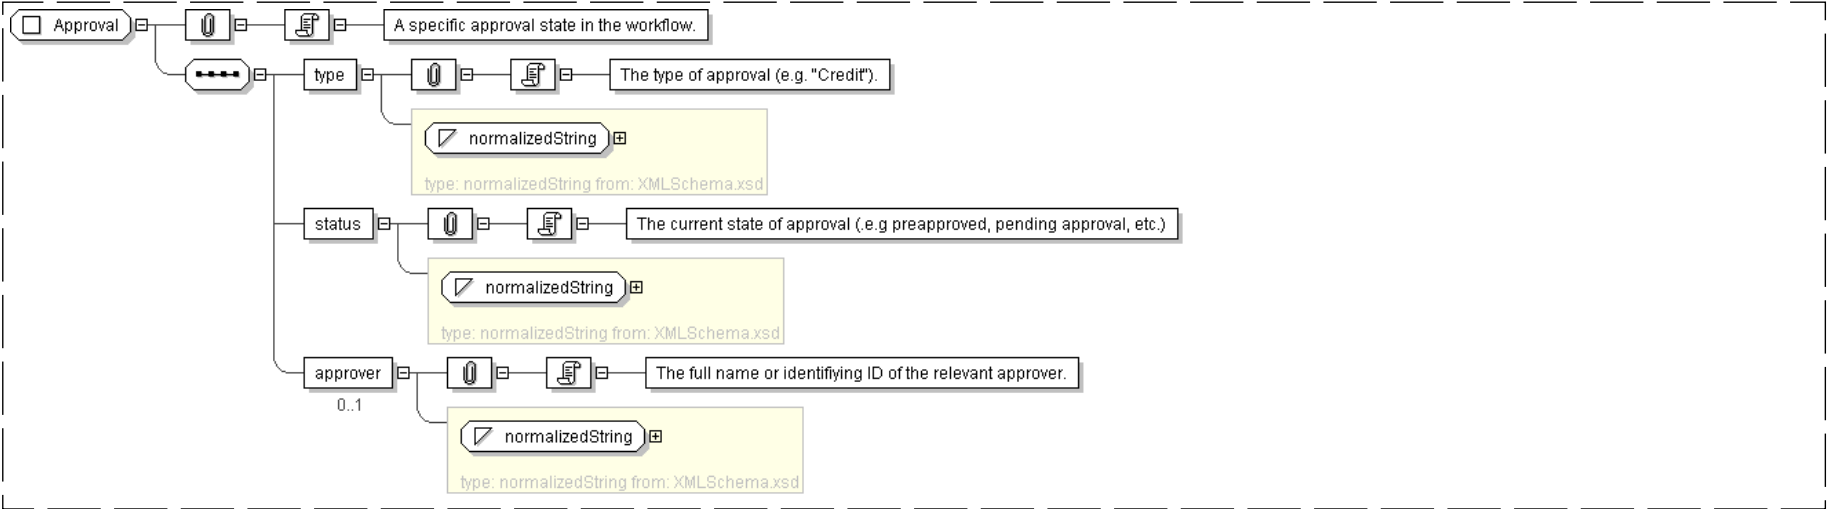 Approval
A specific approval state in the workflow.
type
The type of approval (e.g. "Credit").
normalizedString
type: normalizedString from: XMLSchema.xsd
status
The current state of approval (.e.g preapproved, pending approval, etc.)
normalizedString
type: normalizedString from: XMLSchema.xsd
approver
The full name or identifiying ID of the relevant approver.
0..1
normalizedString
type: normalizedString from: XMLSchema.xsd